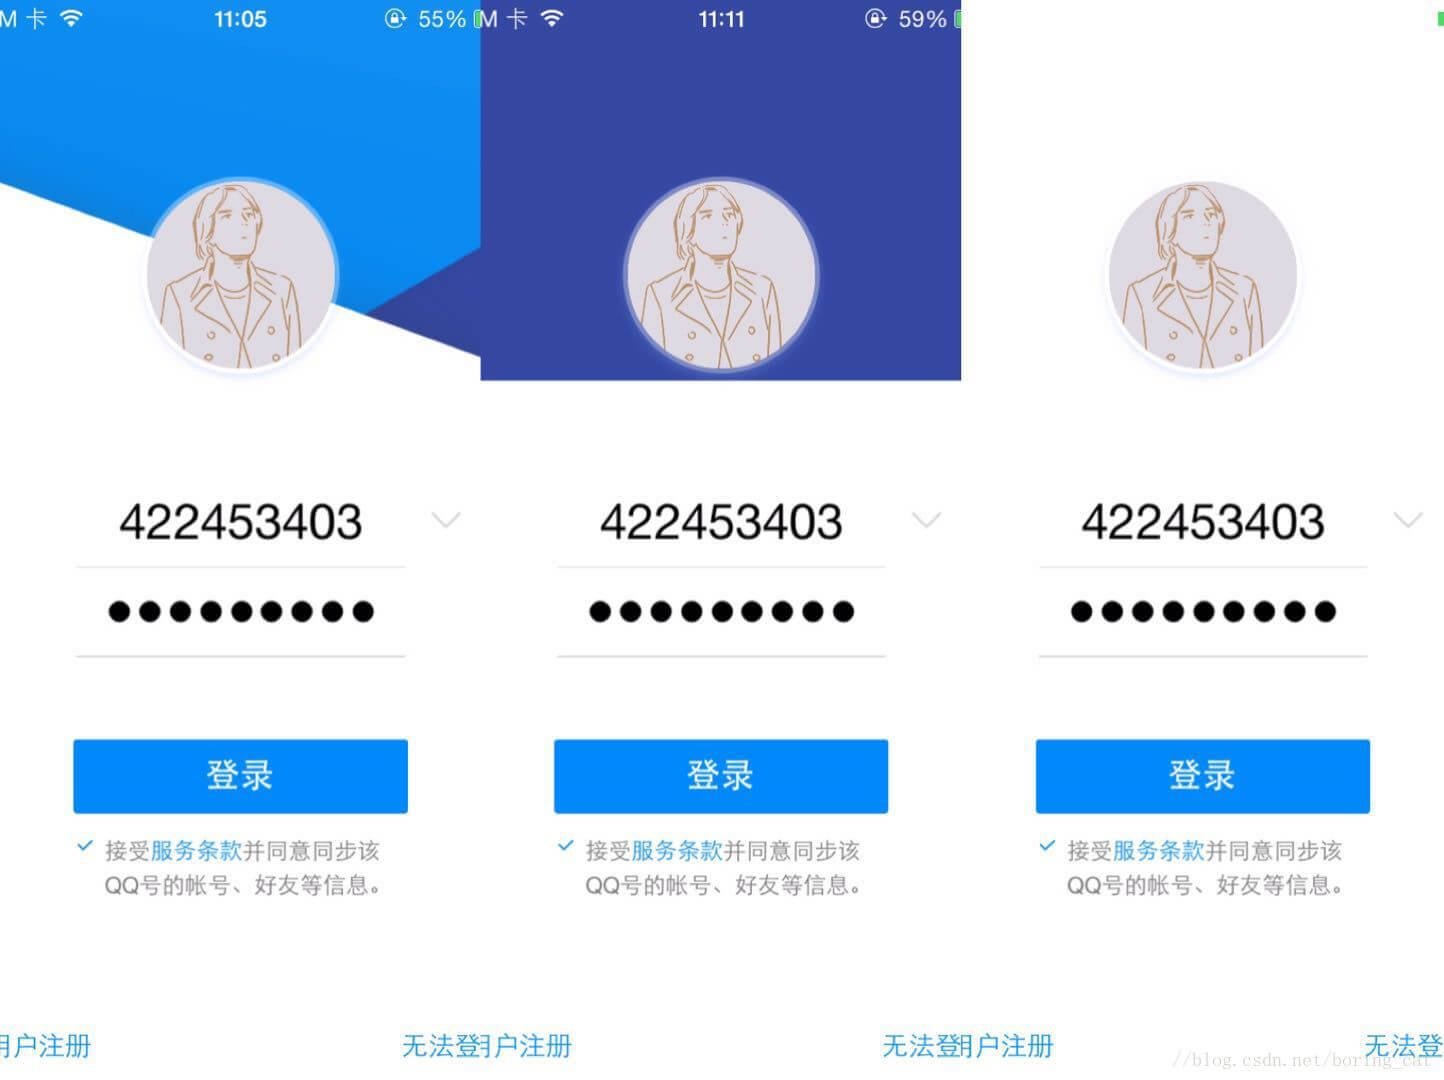 M 卡 11:05 55%
422453403
●●●●●●●●●
登录
接受服务条款并同意同步该
QQ号的帐号、好友等信息。
用户注册 无法登
M 卡 11:11 59%
422453403
●●●●●●●●●
登录
接受服务条款并同意同步该
QQ号的帐号、好友等信息。
用户注册 无法登
422453403
●●●●●●●●●
登录
接受服务条款并同意同步该
QQ号的帐号、好友等信息。
用户注册 无法登
//blog.csdn.net/boring_cat